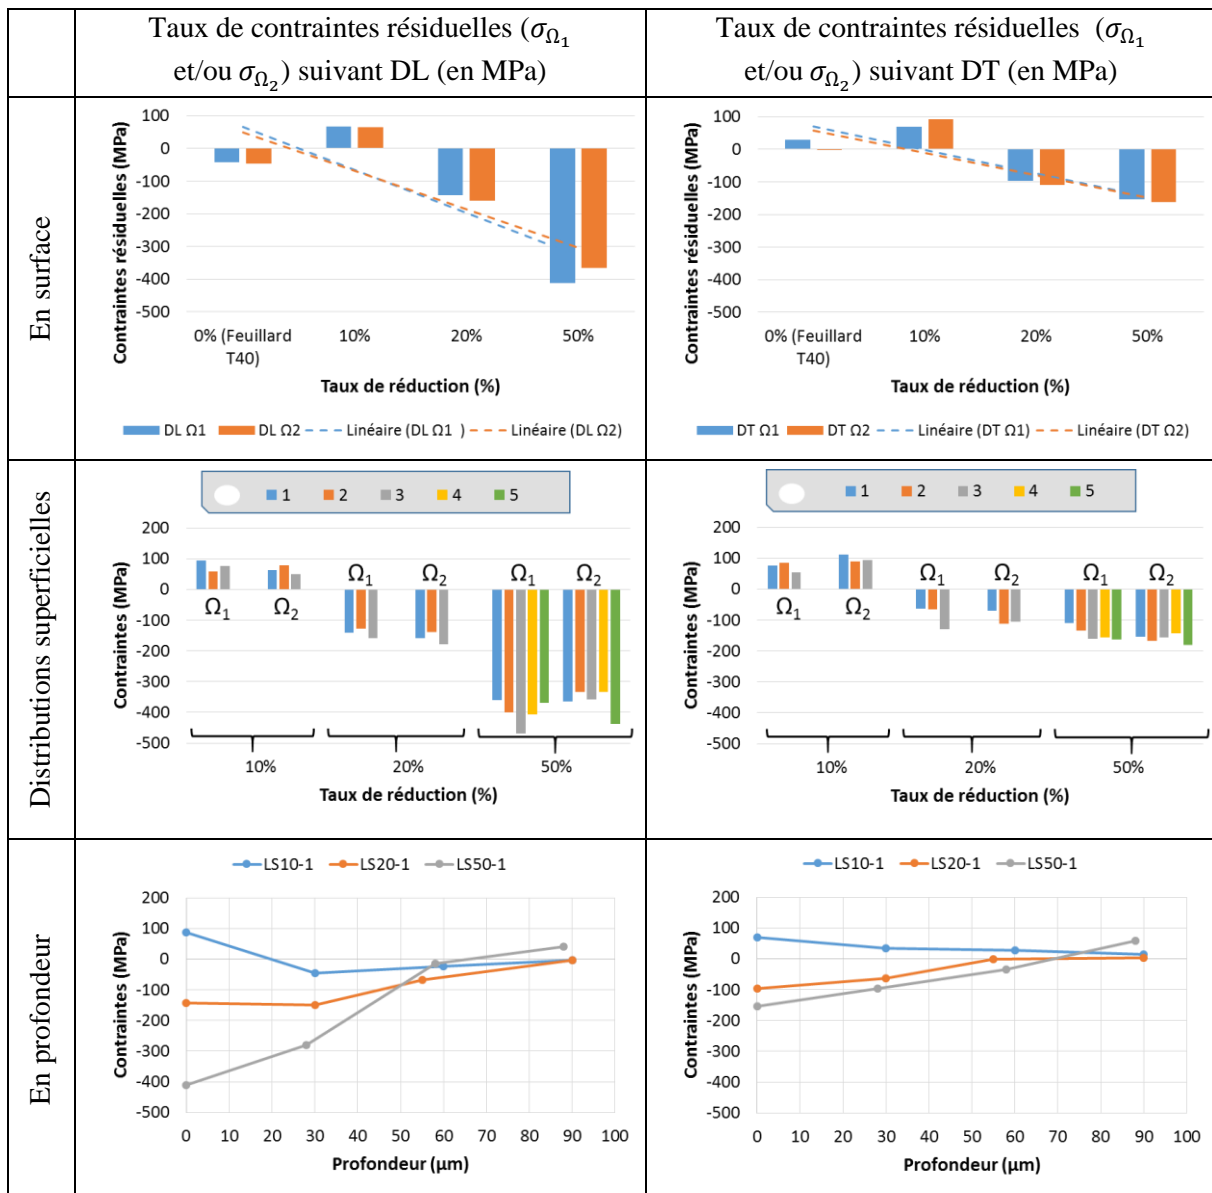 Taux de contraintes résiduelles (σΩ1
et/ou σΩ2) suivant DL (en MPa)
Taux de contraintes résiduelles (σΩ1
et/ou σΩ2) suivant DT (en MPa)
En surface
Contraintes résiduelles (MPa)
100
0
-100
-200
-300
-400
-500
0% (Feuillard T40)
10%
20%
50%
Taux de réduction (%)
DL Ω1
DL Ω2
Linéaire (DL Ω1 )
Linéaire (DL Ω2)
Contraintes résiduelles (MPa)
100
0
-100
-200
-300
-400
-500
0% (Feuillard T40)
10%
20%
50%
Taux de réduction (%)
DT Ω1
DT Ω2
Linéaire (DT Ω1)
Linéaire (DT Ω2)
Distributions superficielles
1 2 3 4 5
Contraintes (MPa)
200
100
0
-100
-200
-300
-400
-500
Ω1 Ω2 Ω1 Ω2 Ω1 Ω2
10%
20%
50%
Taux de réduction (%)
1 2 3 4 5
Contraintes (MPa)
200
100
0
-100
-200
-300
-400
-500
Ω1 Ω2 Ω1 Ω2 Ω1 Ω2
10%
20%
50%
Taux de réduction (%)
En profondeur
LS10-1 LS20-1 LS50-1
Contraintes (MPa)
200
100
0
-100
-200
-300
-400
-500
0 10 20 30 40 50 60 70 80 90 100
Profondeur (µm)
LS10-1 LS20-1 LS50-1
Contraintes (MPa)
200
100
0
-100
-200
-300
-400
-500
0 10 20 30 40 50 60 70 80 90 100
Profondeur (µm)